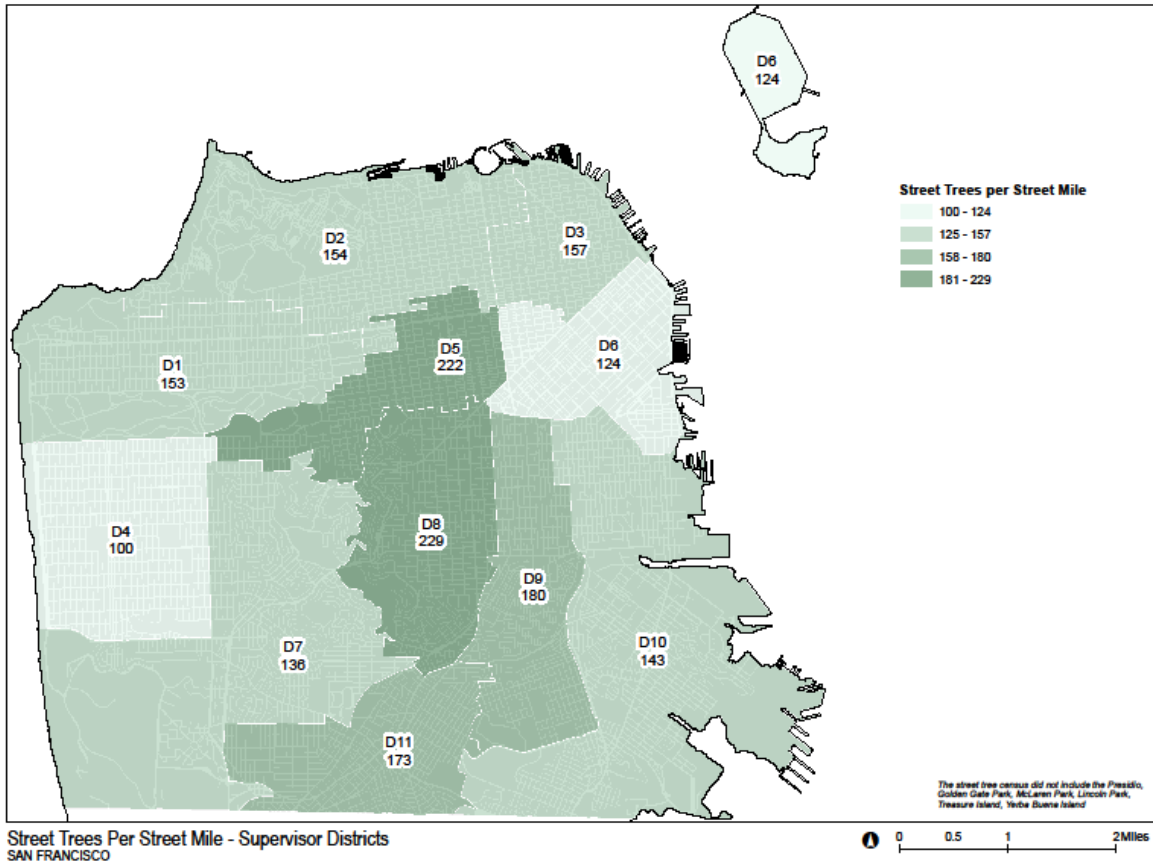 D6
124
Street Trees per Street Mile
100 - 124
125 - 157
158 - 180
181 - 229
D2
154
D3
157
D1
153
D5
222
D6
124
D4
100
D8
229
D9
180
D7
136
D10
143
D11
173
The street tree census did not include the Presidio,
Golden Gate Park, McLaren Park, Lincoln Park,
Treasure Island, Yerba Buena Island
Street Trees Per Street Mile - Supervisor Districts
SAN FRANCISCO
0 0.5 1 2 Miles